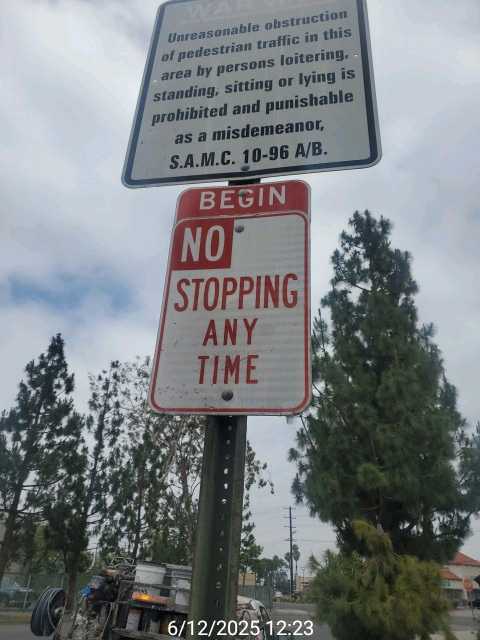 WARNING
Unreasonable obstruction
of pedestrian traffic in this
area by persons loitering,
standing, sitting or lying is
prohibited and punishable
as a misdemeanor,
S.A.M.C. 10-96 A/B.
BEGIN
NO
STOPPING
ANY
TIME
6/12/2025 12:23